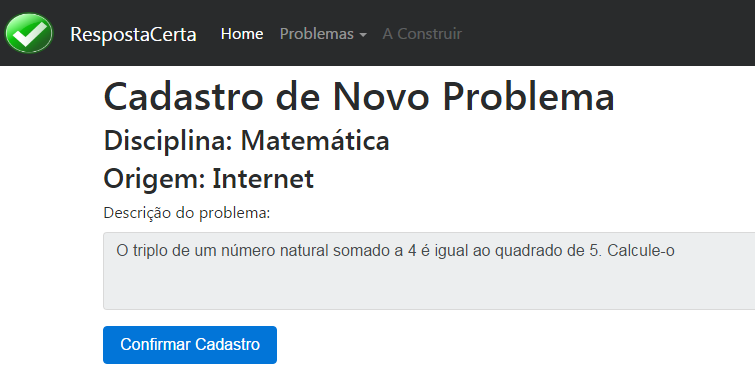 RespostaCerta Home Problemas A Construir
Cadastro de Novo Problema
Disciplina: Matemática
Origem: Internet
Descrição do problema:
O triplo de um número natural somado a 4 é igual ao quadrado de 5. Calcule-o
Confirmar Cadastro